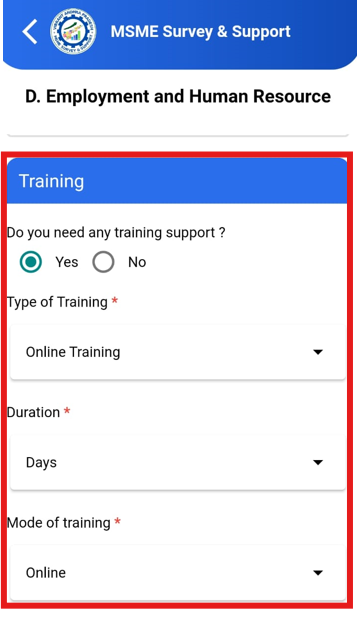 MSME Survey & Support
D. Employment and Human Resource
Training
Do you need any training support ?
Yes No
Type of Training *
Online Training
Duration *
Days
Mode of training *
Online